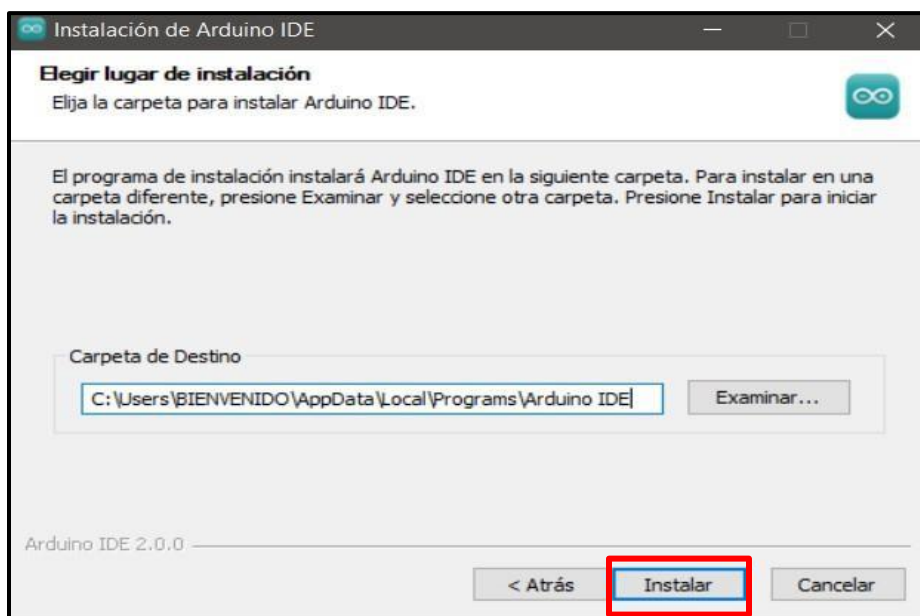 Instalación de Arduino IDE
Elegir lugar de instalación
Elija la carpeta para instalar Arduino IDE.
El programa de instalación instalará Arduino IDE en la siguiente carpeta. Para instalar en una
carpeta diferente, presione Examinar y seleccione otra carpeta. Presione Instalar para iniciar
la instalación.
Carpeta de Destino
C:\Users\BIENVENIDO\AppData\Local\Programs\Arduino IDE
Examinar...
Arduino IDE 2.0.0
< Atrás
Instalar
Cancelar